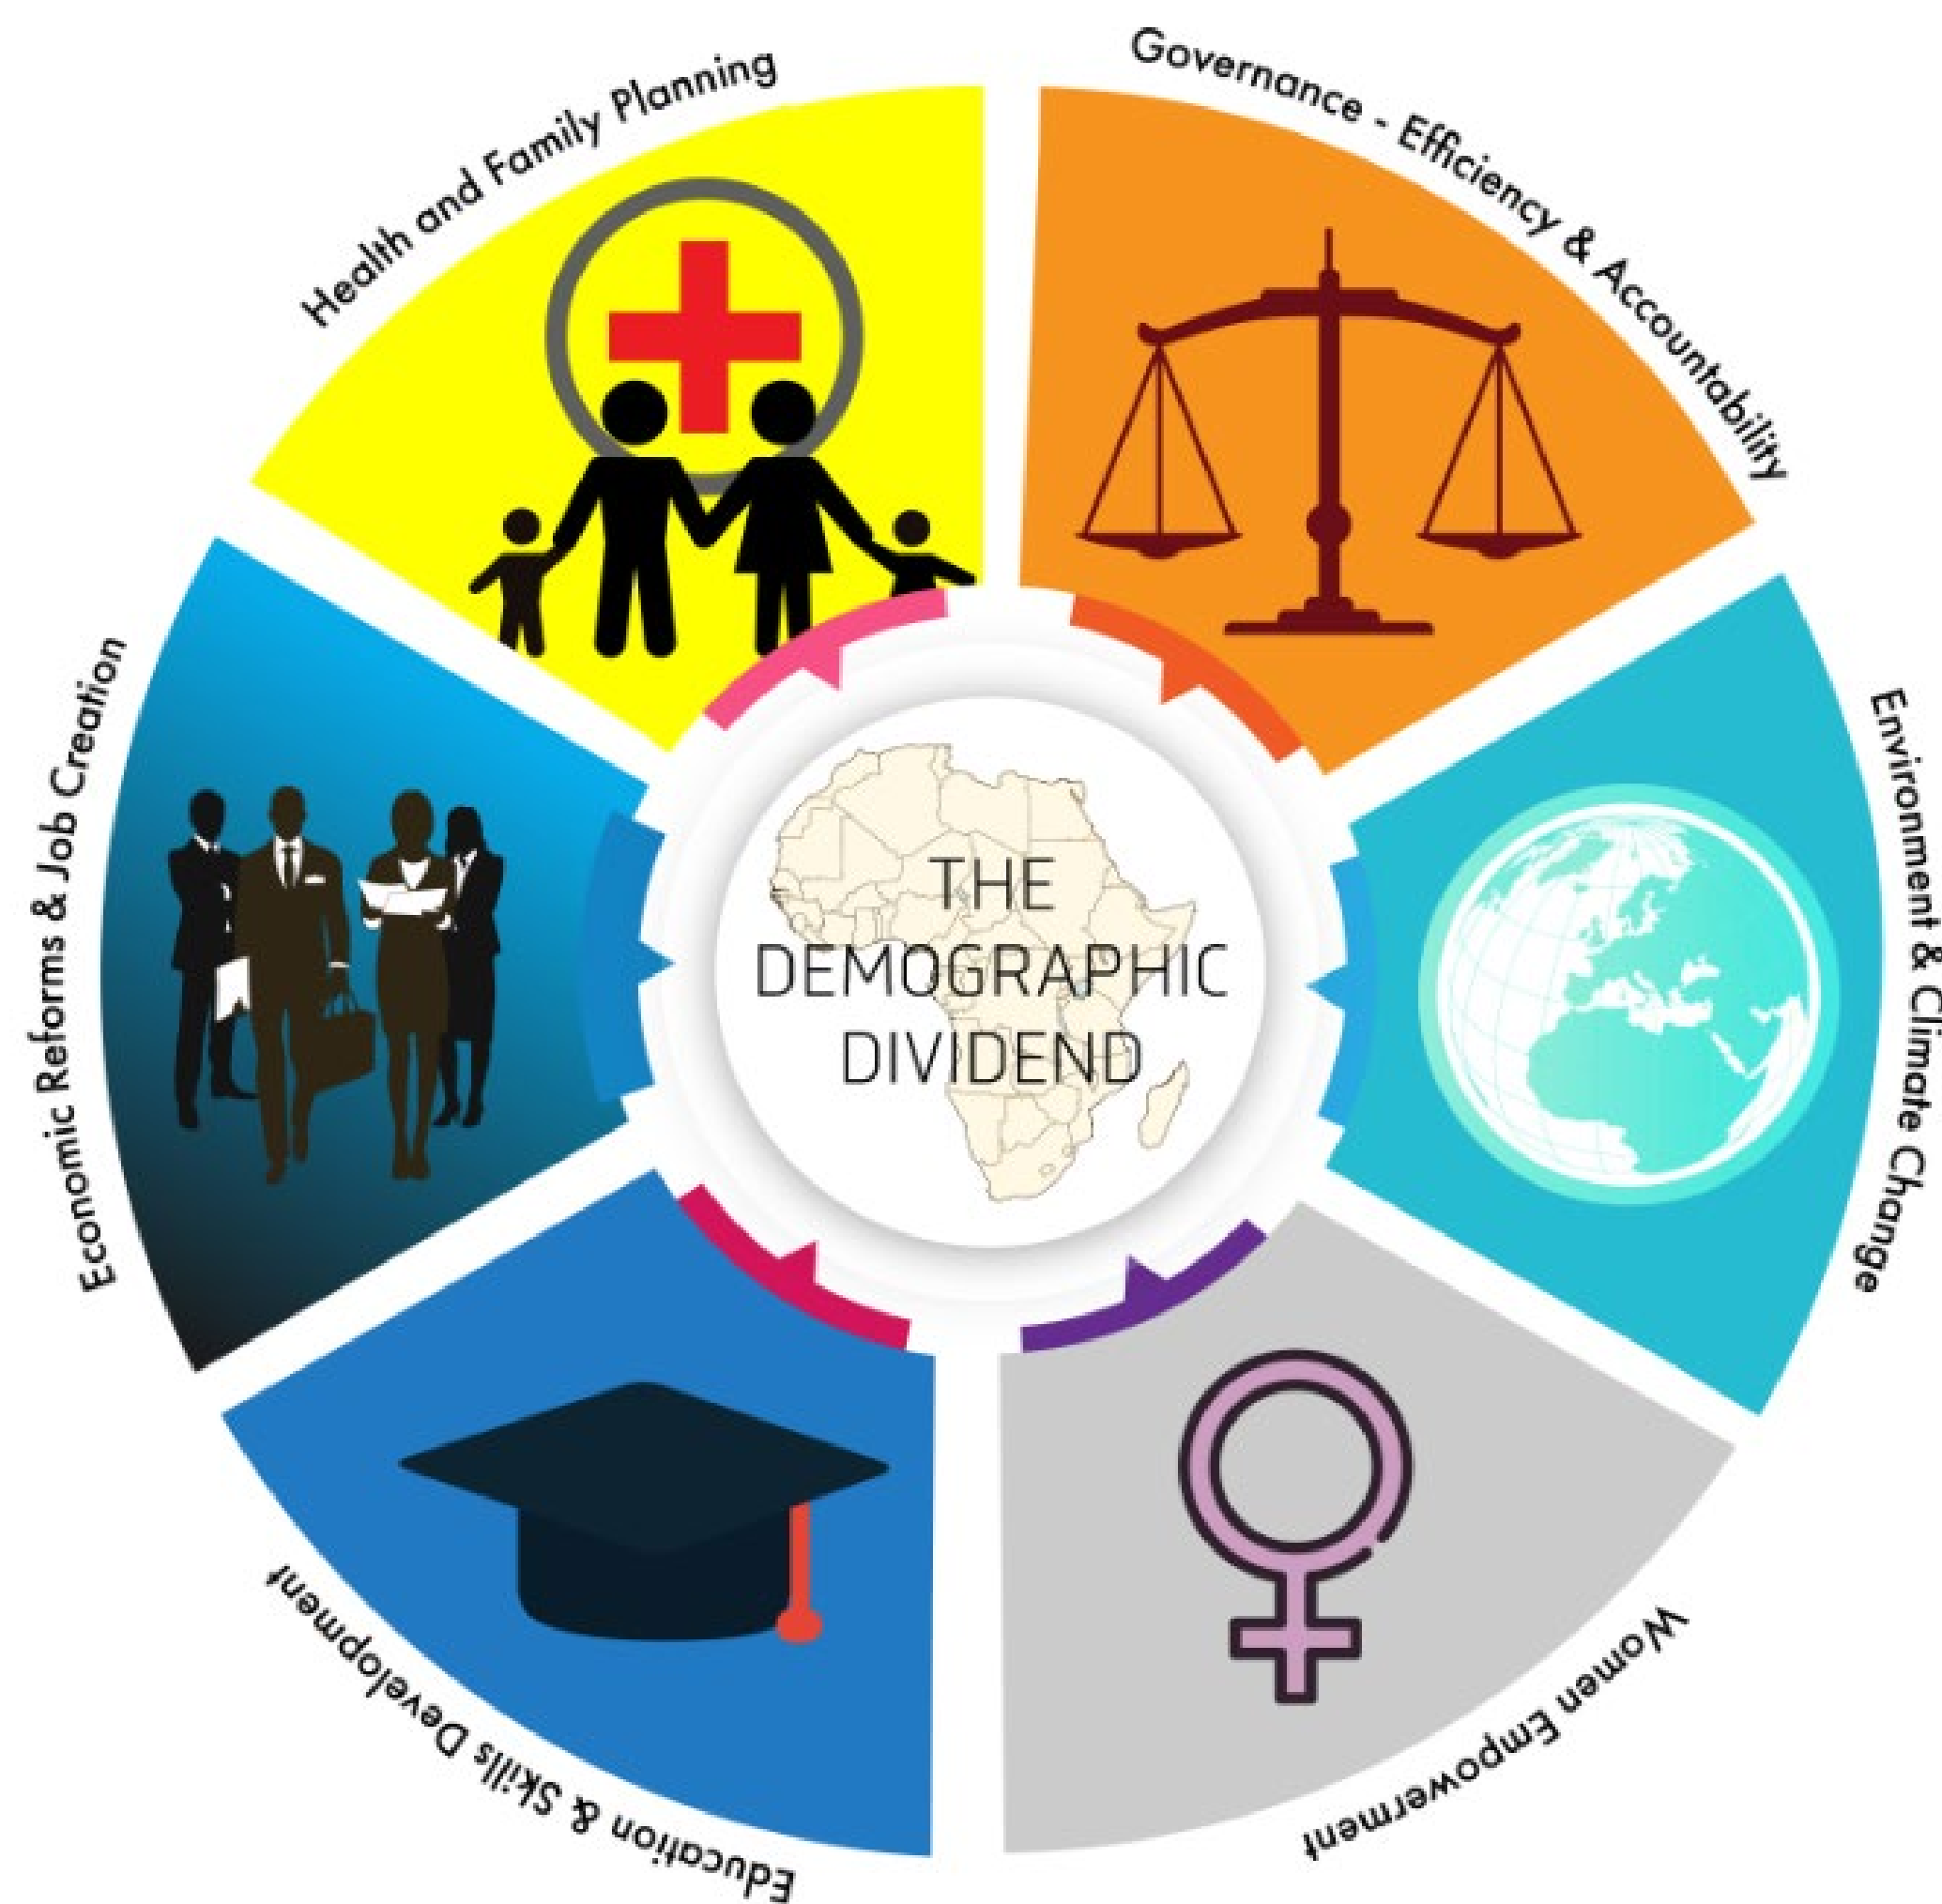 Health and Family Planning
Governance - Efficiency & Accountability
Economic Reforms & Job Creation
THE
DEMOGRAPHIC
DIVIDEND
Environment & Climate Change
Education & Skills Development
Women Empowerment